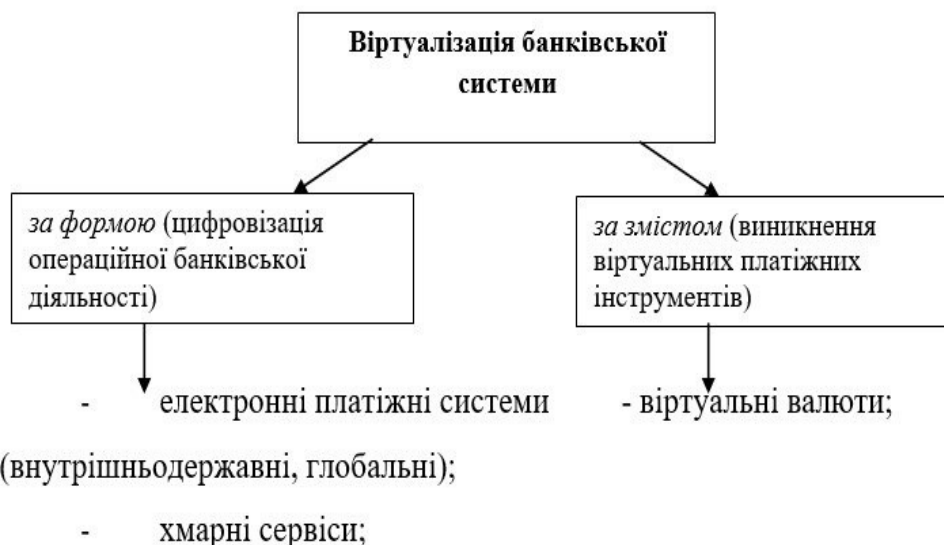 Віртуалізація банківської
системи
за формою (цифровізація
операційної банківської
діяльності)
за змістом (виникнення
віртуальних платіжних
інструментів)
- електронні платіжні системи - віртуальні валюти;
(внутрішньодержавні, глобальні);
- хмарні сервіси;